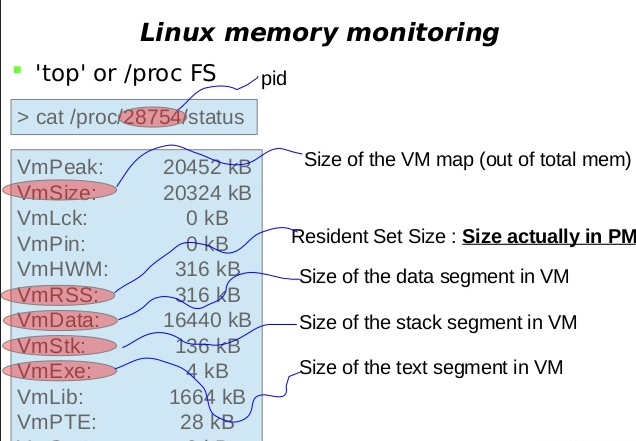 Linux memory monitoring
'top' or /proc FS
pid
> cat /proc/28754/status
VmPeak: 20452 kB
Size of the VM map (out of total mem)
VmSize: 20324 kB
VmLck: 0 kB
VmPin: 0 kB
Resident Set Size : Size actually in PM
VmHWM: 316 kB
Size of the data segment in VM
VmRSS: 316 kB
VmData: 16440 kB
Size of the stack segment in VM
VmStk: 136 kB
VmExe: 4 kB
Size of the text segment in VM
VmLib: 1664 kB
VmPTE: 28 kB